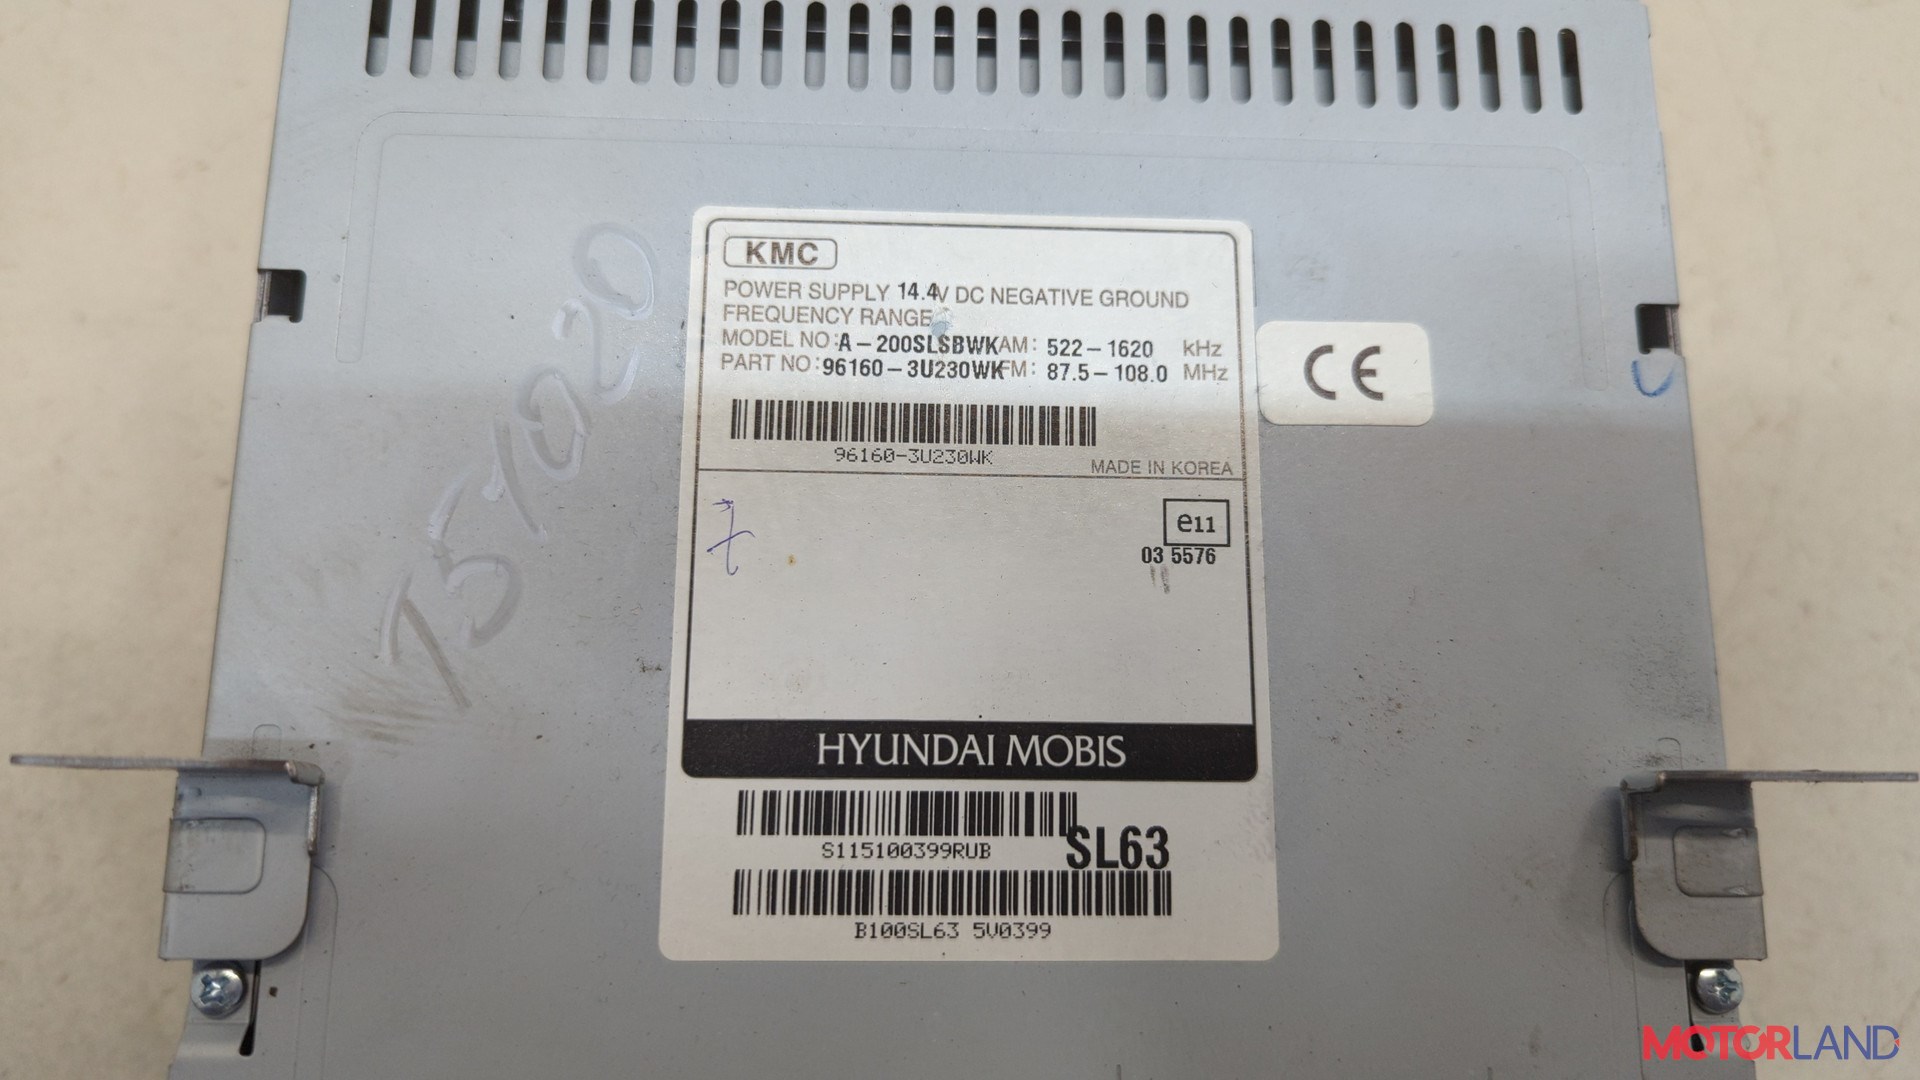 KMC
POWER SUPPLY 14.4V DC NEGATIVE GROUND
FREQUENCY RANGE
MODEL NO: A-200SLSBWK AM: 522-1620 kHz
PART NO: 96160-3U230WK FM: 87.5-108.0 MHz
96160-3U230WK
MADE IN KOREA
CE
e11
03 5576
HYUNDAI MOBIS
S115100399RUB
SL63
B100SL63 5V0399
MOTORLAND